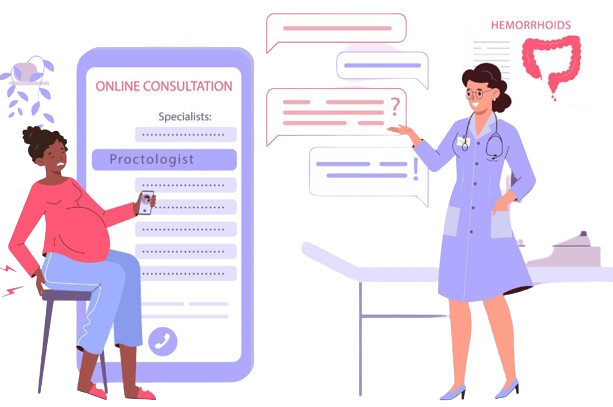 HEMORRHOIDS
ONLINE CONSULTATION
Specialists:
Proctologist
?
!